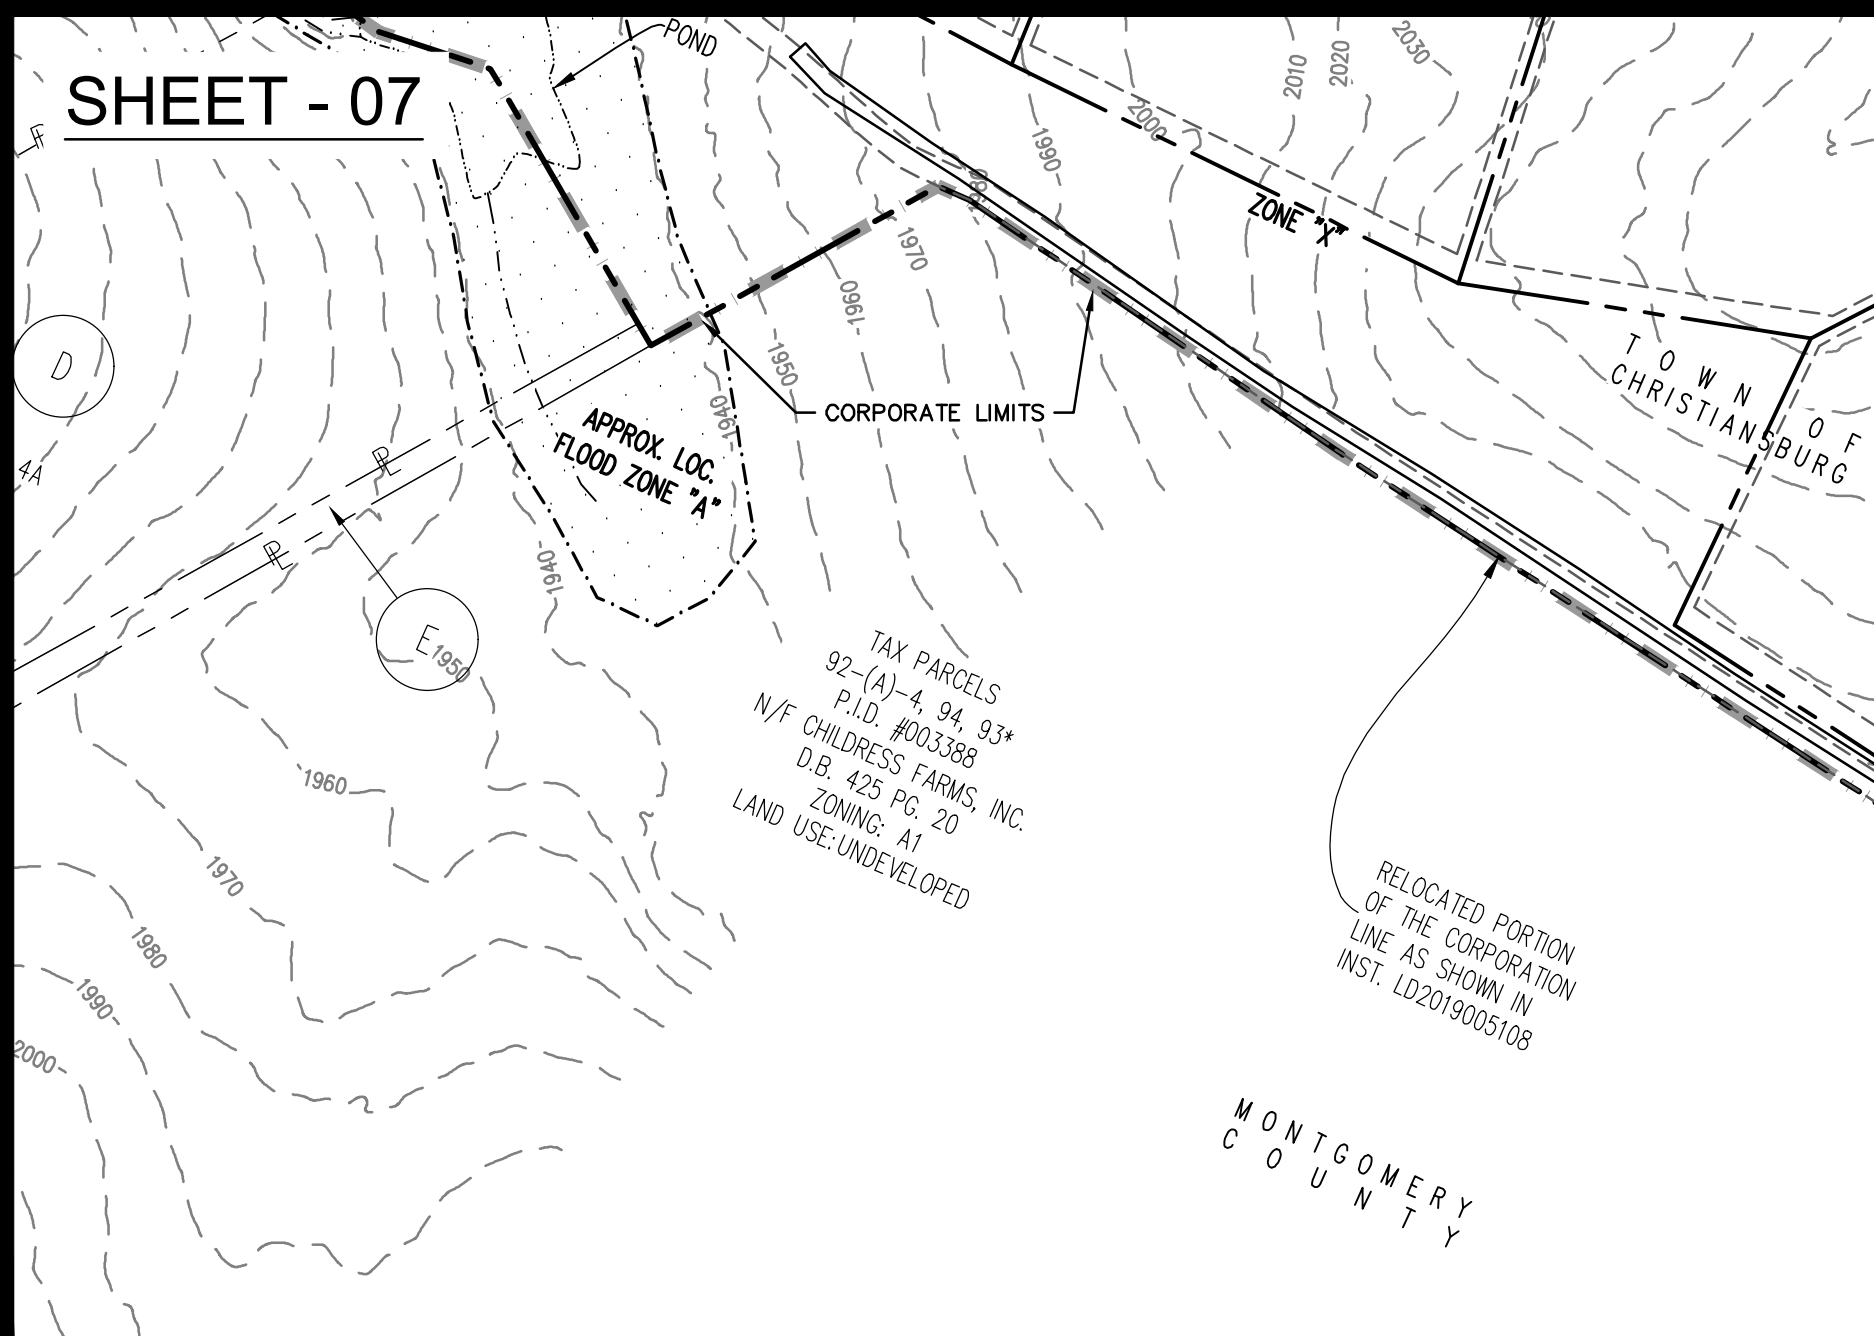 SHEET - 07
POND
2010
2020
2030
2000
1990
1980
ZONE "X"
1970
1960
1950
1940
CORPORATE LIMITS
TOWN OF
CHRISTIANSBURG
D
4A
PL
PL
APPROX. LOC.
FLOOD ZONE "A"
1940
E
1950
TAX PARCELS
92-(A)-4, 94, 93*
P.I.D. #003388
N/F CHILDRESS FARMS, INC.
D.B. 425 PG. 20
ZONING: A1
LAND USE: UNDEVELOPED
1960
1970
1980
1990
2000
RELOCATED PORTION
OF THE CORPORATION
LINE AS SHOWN IN
INST. LD2019005108
MONTGOMERY
COUNTY